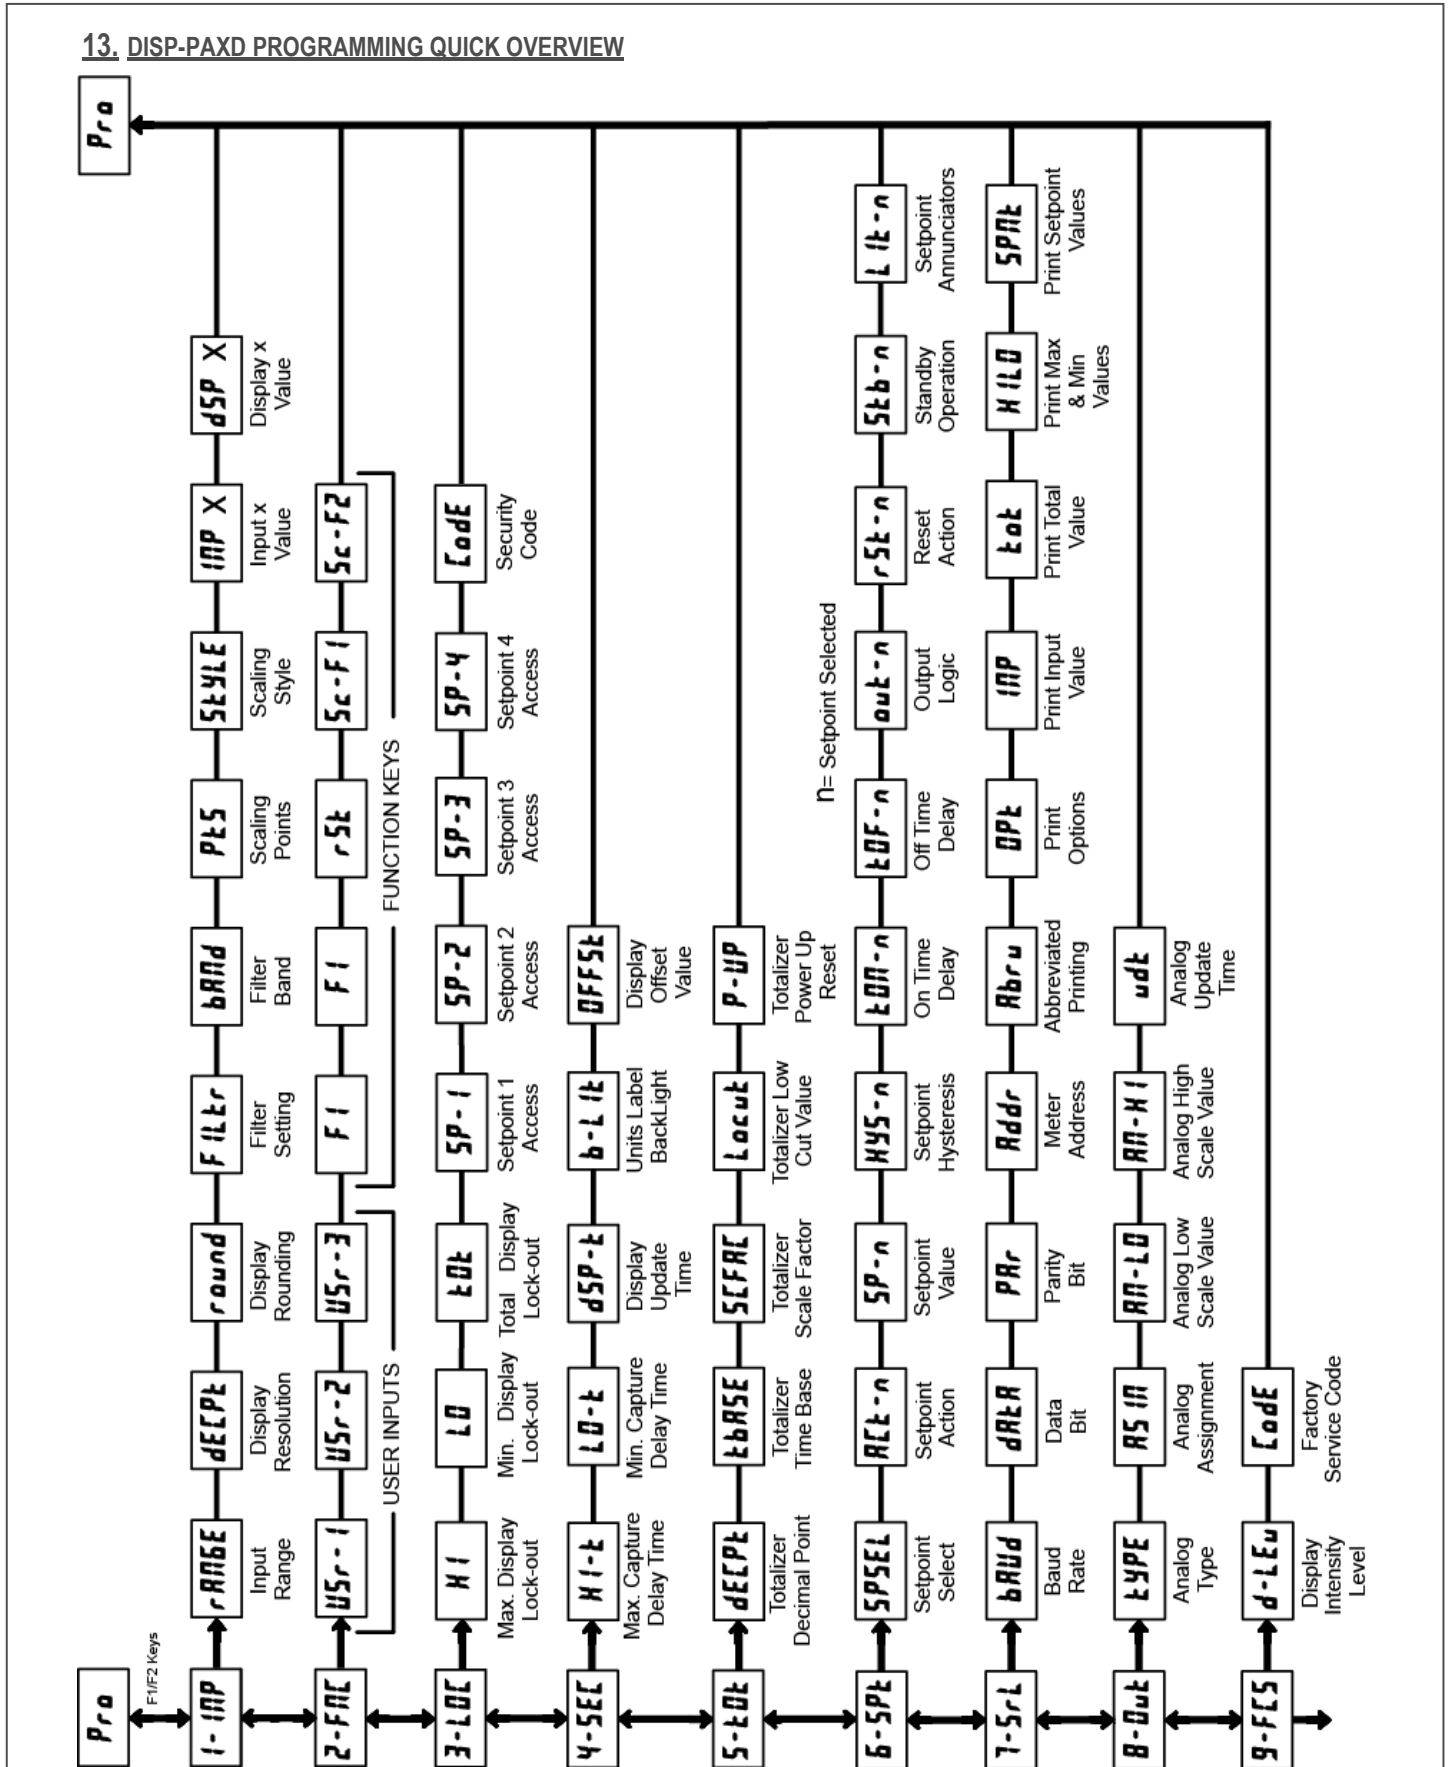 13. DISP-PAXD PROGRAMMING QUICK OVERVIEW
Pro
F1/F2 Keys
Pro
1-INP
rANGE
Input
Range
dECPt
Display
Resolution
round
Display
Rounding
FILtr
Filter
Setting
bANd
Filter
Band
PtS
Scaling
Points
StYLE
Scaling
Style
INP X
Input x
Value
dSP X
Display x
Value
2-FNC
USr-1
USr-2
USr-3
USER INPUTS
F1
F1
rSt
Sc-F1
Sc-F2
FUNCTION KEYS
3-LOC
HI
Max. Display
Lock-out
LO
Min. Display
Lock-out
tOt
Total Display
Lock-out
SP-1
Setpoint 1
Access
SP-2
Setpoint 2
Access
SP-3
Setpoint 3
Access
SP-4
Setpoint 4
Access
CodE
Security
Code
4-SEC
HI-t
Max. Capture
Delay Time
LO-t
Min. Capture
Delay Time
dSP-t
Display
Update
Time
b-LIt
Units Label
BackLight
OFFSt
Display
Offset
Value
5-tOt
dECPt
Totalizer
Decimal Point
tbASE
Totalizer
Time Base
SCFAC
Totalizer
Scale Factor
Locut
Totalizer Low
Cut Value
P-UP
Totalizer
Power Up
Reset
n= Setpoint Selected
6-SPt
SPSEL
Setpoint
Select
ACt-n
Setpoint
Action
SP-n
Setpoint
Value
HYS-n
Setpoint
Hysteresis
tON-n
On Time
Delay
tOF-n
Off Time
Delay
out-n
Output
Logic
rSt-n
Reset
Action
Stb-n
Standby
Operation
LIt-n
Setpoint
Annunciators
7-SrL
bAUd
Baud
Rate
dAtA
Data
Bit
PAr
Parity
Bit
Addr
Meter
Address
Abrv
Abbreviated
Printing
OPt
Print
Options
INP
Print Input
Value
tot
Print Total
Value
HILO
Print Max
& Min
Values
SPNt
Print Setpoint
Values
8-Out
tYPE
Analog
Type
ASIN
Analog
Assignment
AN-LO
Analog Low
Scale Value
AN-HI
Analog High
Scale Value
udt
Analog
Update
Time
9-FCS
d-LEv
Display
Intensity
Level
CodE
Factory
Service Code